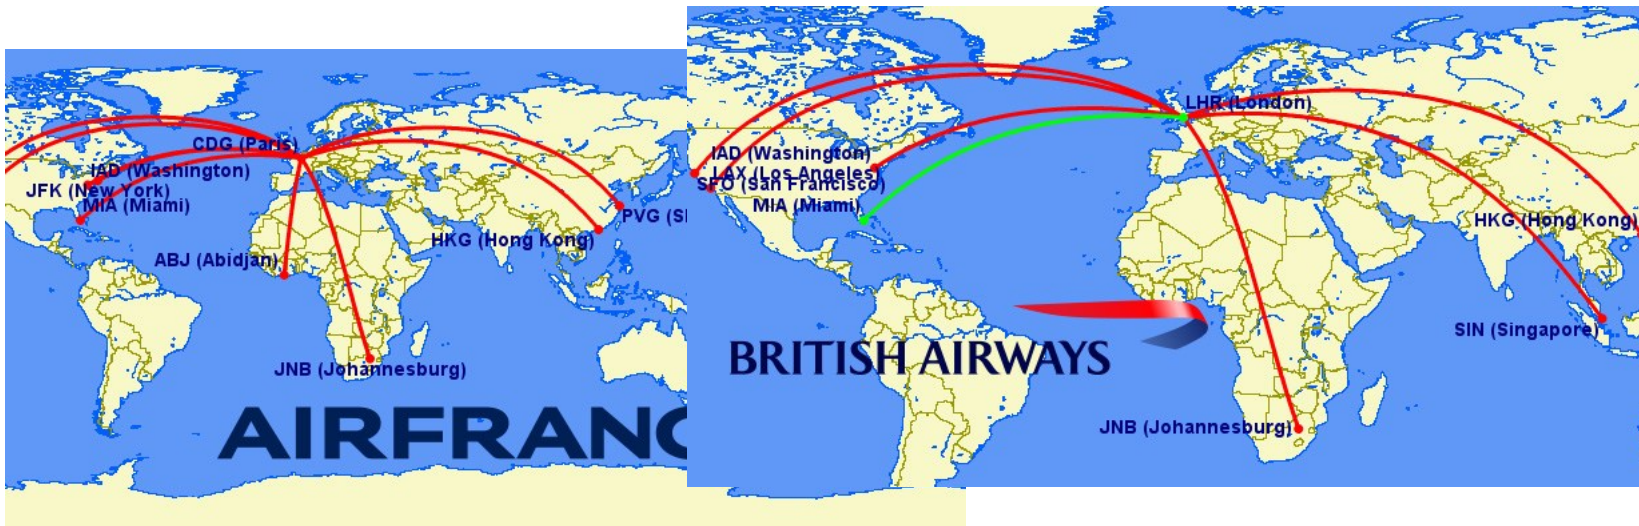 CDG (Paris)
IAD (Washington)
JFK (New York)
MIA (Miami)
PVG (S
HKG (Hong Kong)
ABJ (Abidjan)
JNB (Johannesburg)
AIRFRANC
LHR (London)
IAD (Washington)
LAX (Los Angeles)
SFO (San Francisco)
MIA (Miami)
HKG (Hong Kong)
SIN (Singapore)
BRITISH AIRWAYS
JNB (Johannesburg)